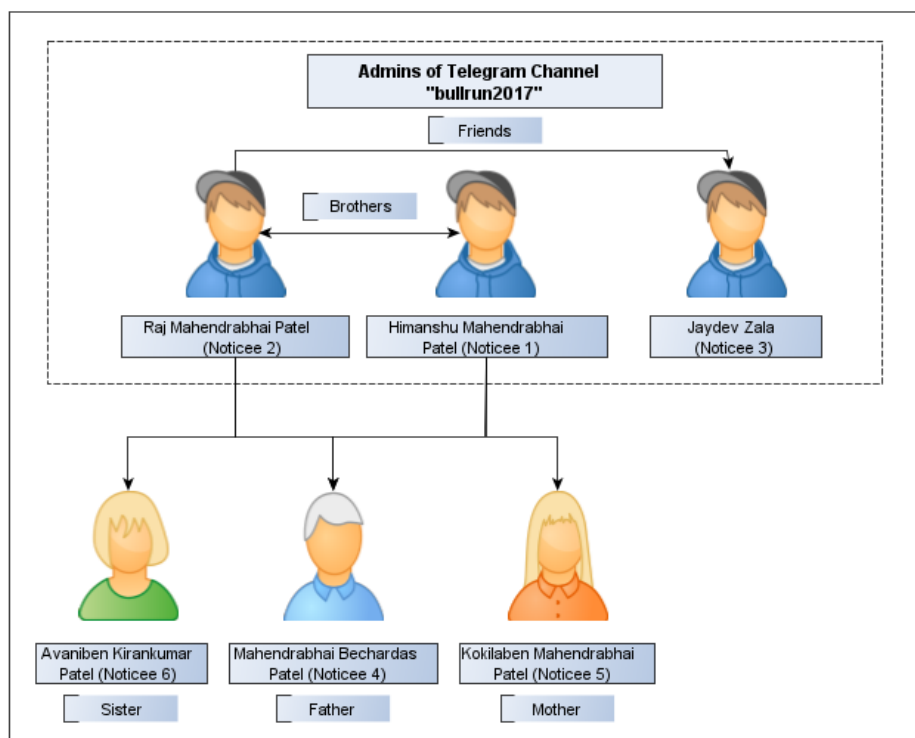 Admins of Telegram Channel
"bullrun2017"
Friends
Brothers
Raj Mahendrabhai Patel
(Noticee 2)
Himanshu Mahendrabhai
Patel (Noticee 1)
Jaydev Zala
(Noticee 3)
Avaniben Kirankumar
Patel (Noticee 6)
Mahendrabhai Bechardas
Patel (Noticee 4)
Kokilaben Mahendrabhai
Patel (Noticee 5)
Sister
Father
Mother